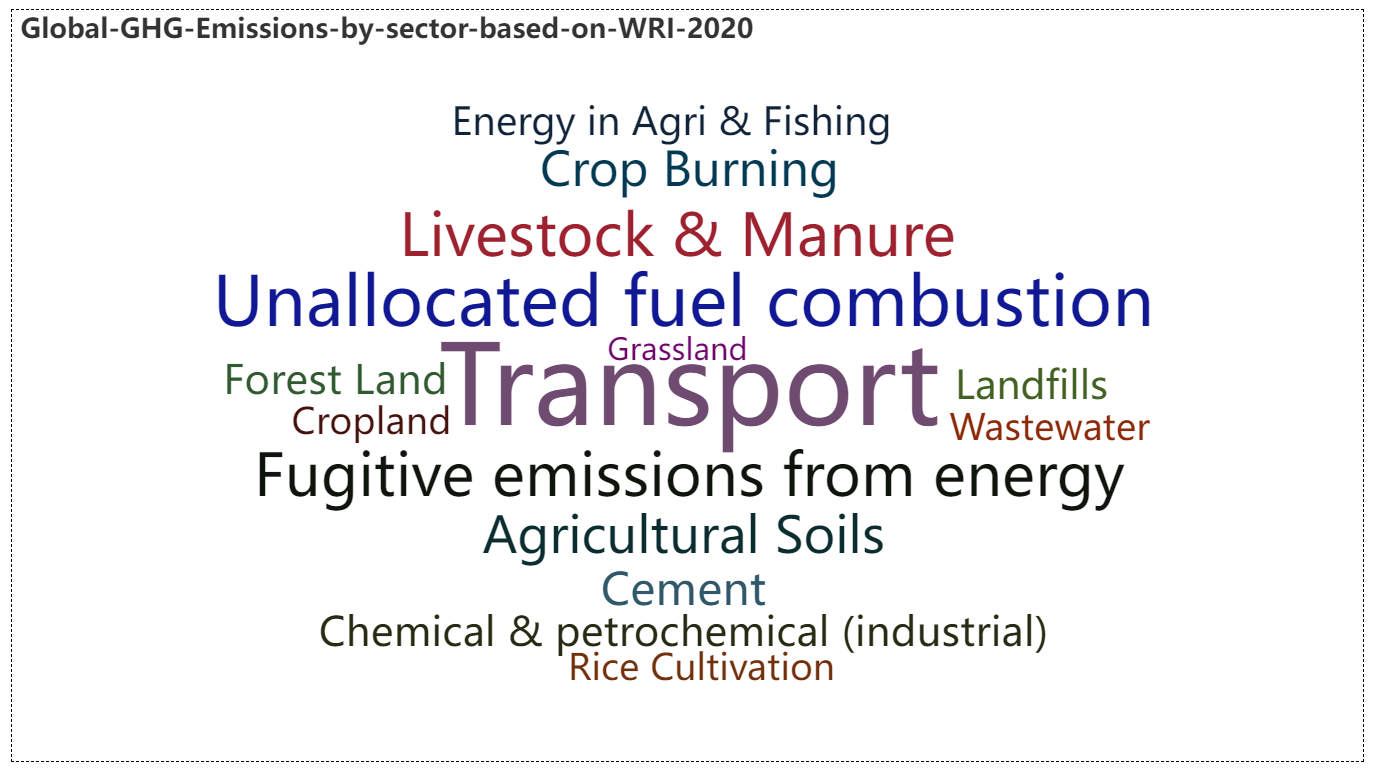 Global-GHG-Emissions-by-sector-based-on-WRI-2020
Energy in Agri & Fishing
Crop Burning
Livestock & Manure
Unallocated fuel combustion
Grassland
Transport
Forest Land
Landfills
Cropland
Wastewater
Fugitive emissions from energy
Agricultural Soils
Cement
Chemical & petrochemical (industrial)
Rice Cultivation